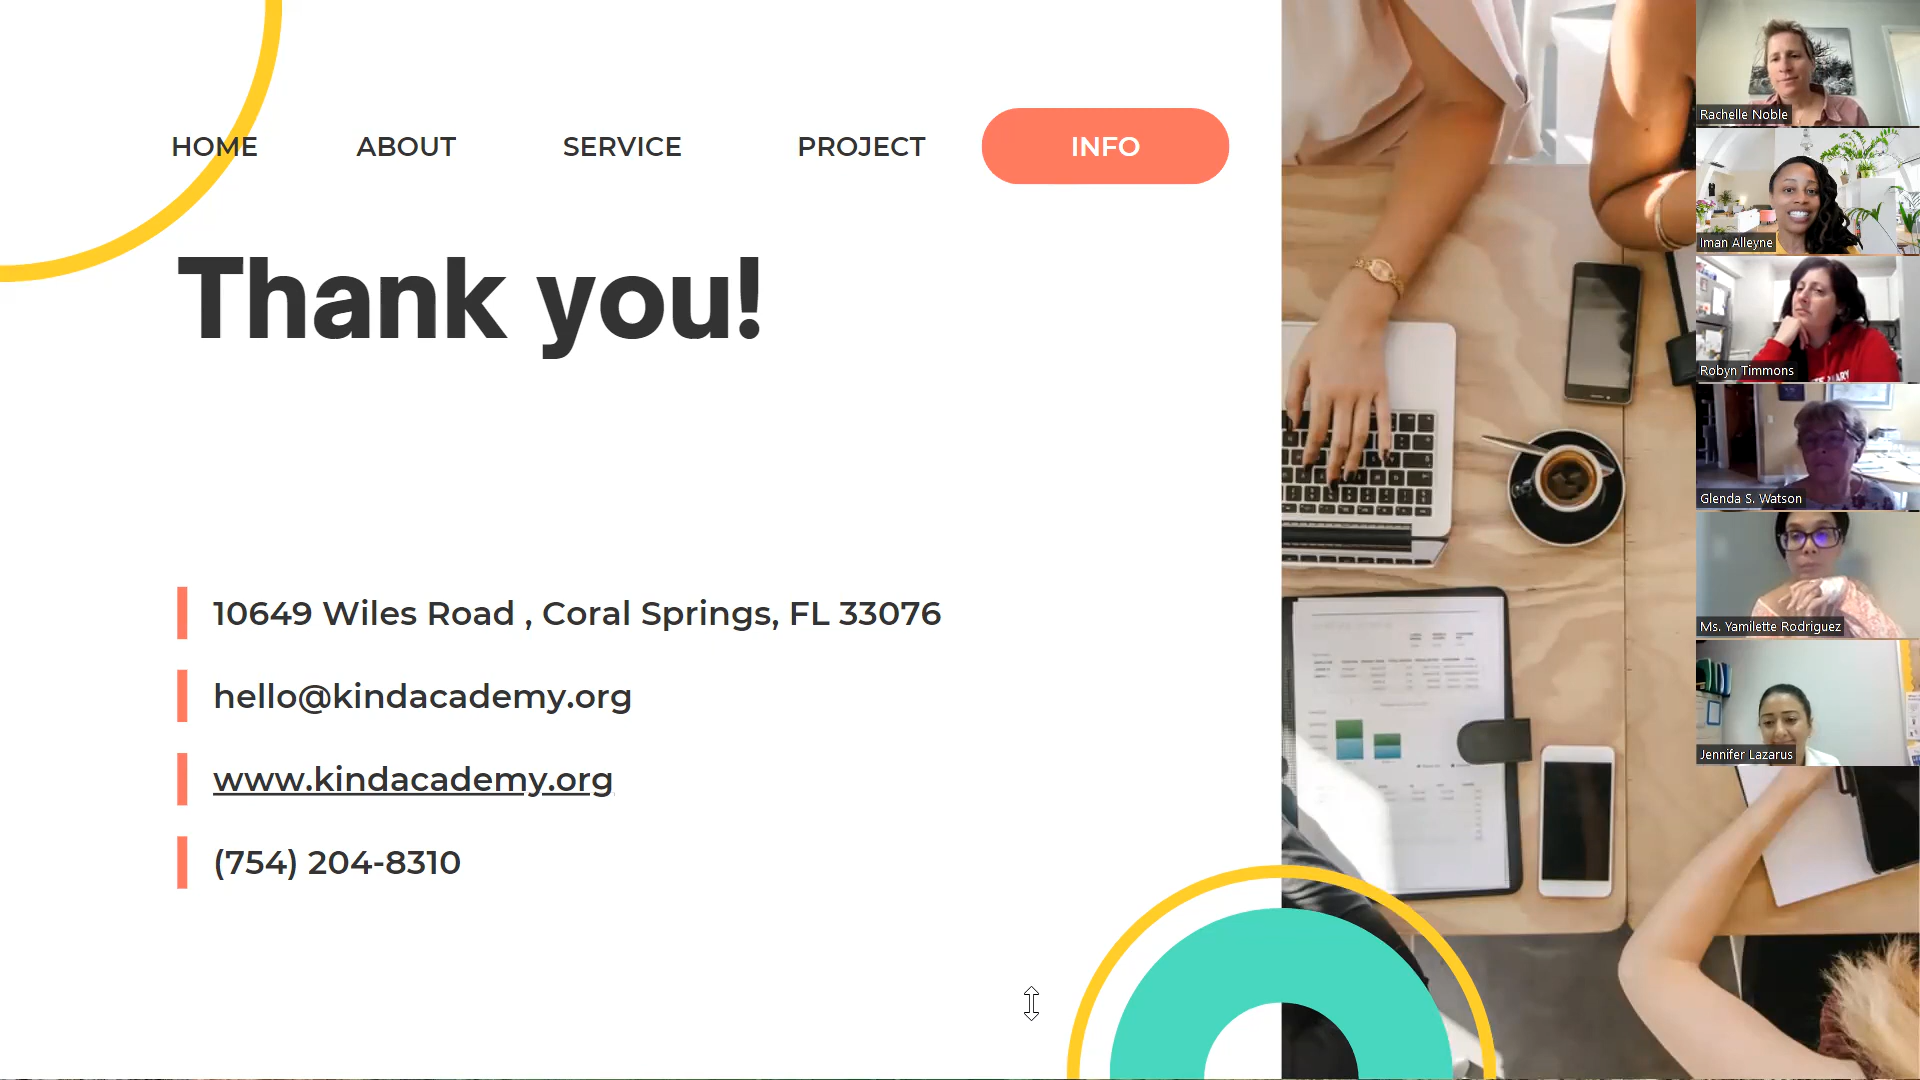 HOME ABOUT SERVICE PROJECT INFO
Thank you!
10649 Wiles Road , Coral Springs, FL 33076
hello@kindacademy.org
www.kindacademy.org
(754) 204-8310
Rachelle Noble
Iman Alleyne
Robyn Timmons
Glenda S. Watson
Ms. Yamilette Rodriguez
Jennifer Lazarus